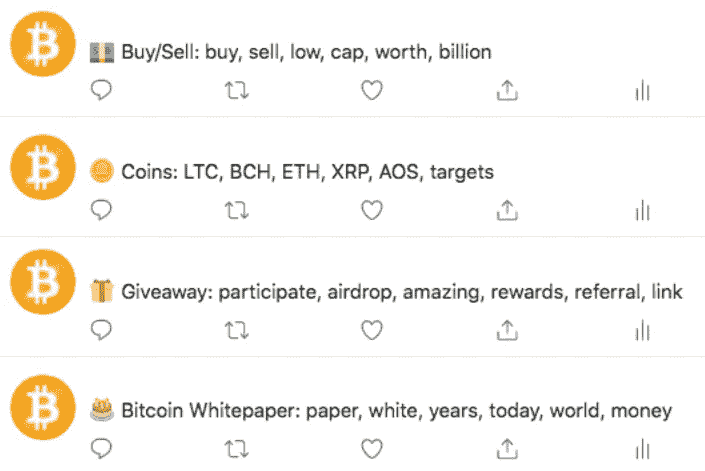 Buy/Sell: buy, sell, low, cap, worth, billion
Coins: LTC, BCH, ETH, XRP, AOS, targets
Giveaway: participate, airdrop, amazing, rewards, referral, link
Bitcoin Whitepaper: paper, white, years, today, world, money